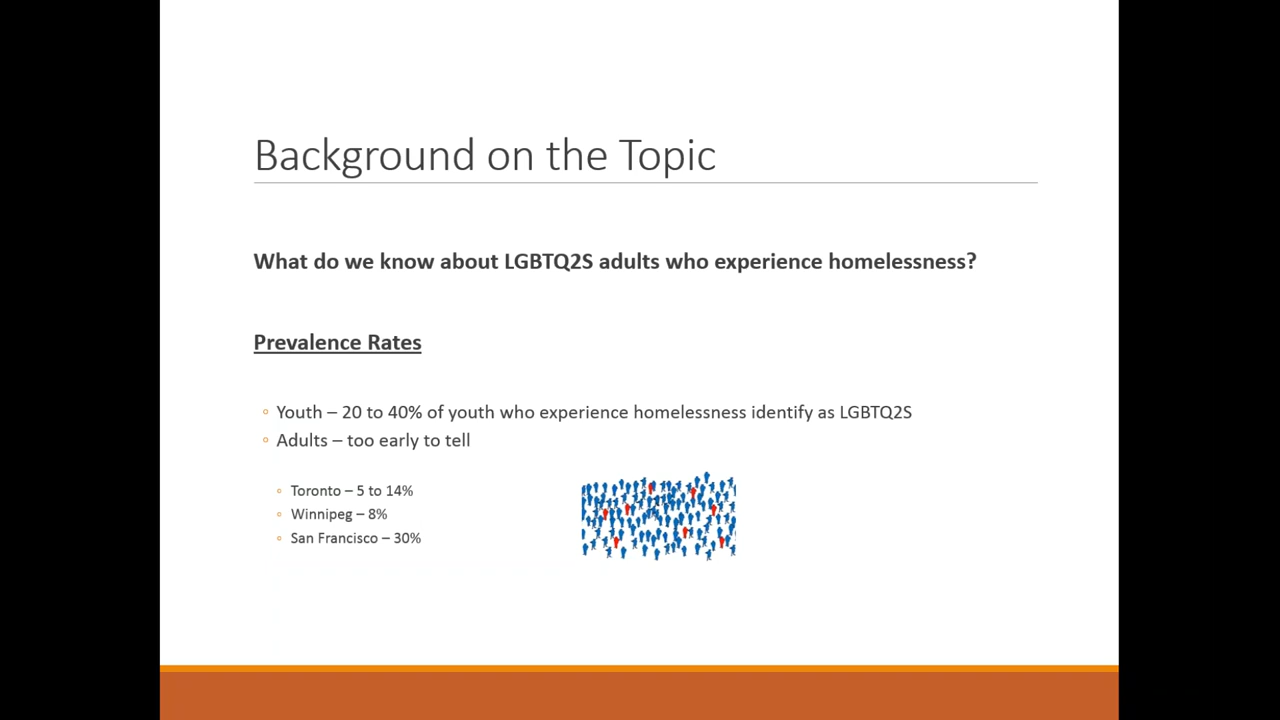 Background on the Topic
What do we know about LGBTQ2S adults who experience homelessness?
Prevalence Rates
◦ Youth – 20 to 40% of youth who experience homelessness identify as LGBTQ2S
◦ Adults – too early to tell
◦ Toronto – 5 to 14%
◦ Winnipeg – 8%
◦ San Francisco – 30%